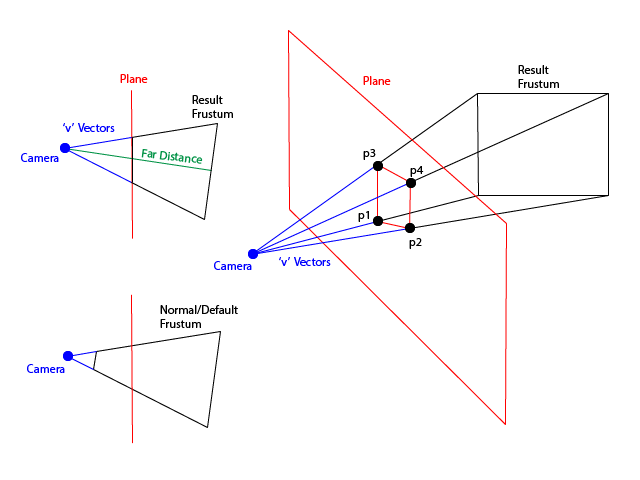 Plane
Result
Frustum
'v' Vectors
Far Distance
Camera
Plane
Result
Frustum
p3
p4
p1
p2
Camera
'v' Vectors
Normal/Default
Frustum
Camera